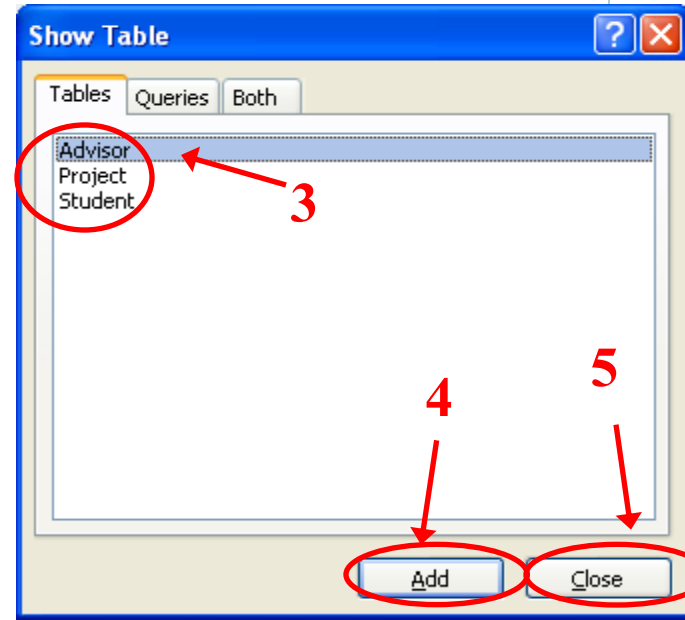 Show Table
Tables Queries Both
Advisor
Project
Student
3
4
5
Add Close